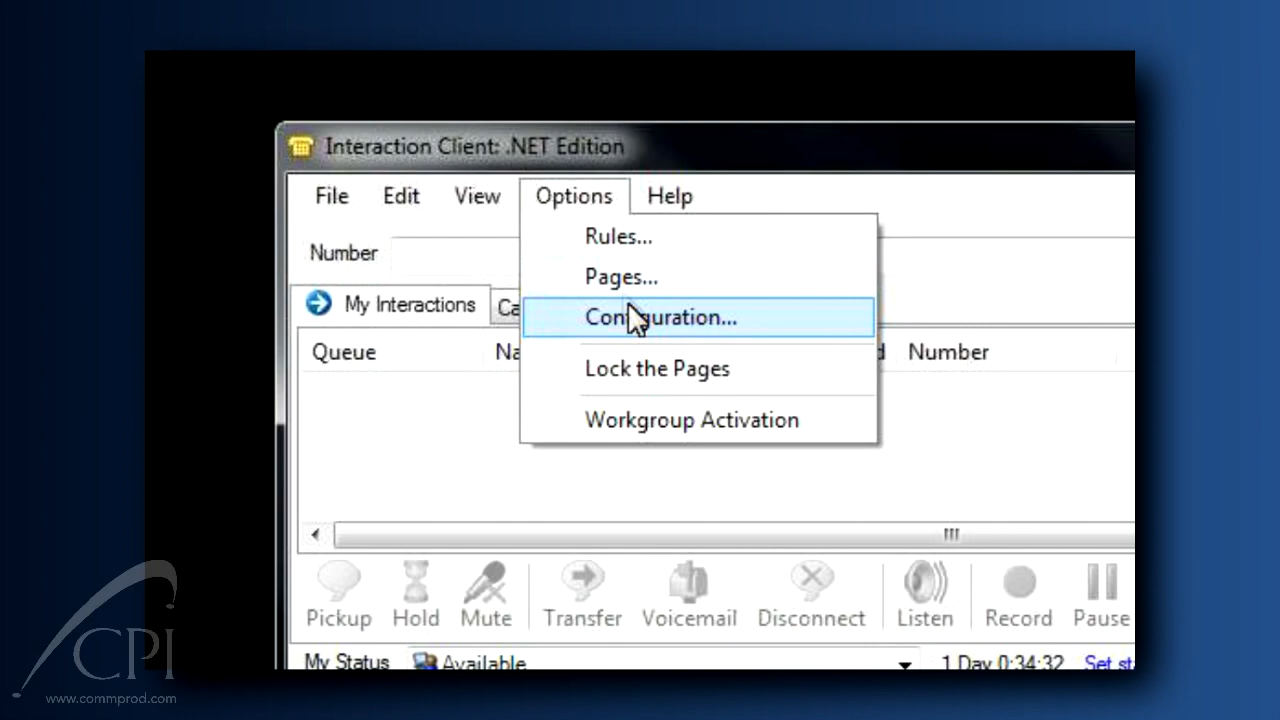 Interaction Client: .NET Edition
File Edit View Options Help
Rules...
Number
Pages...
My Interactions
Configuration...
Queue Number
Lock the Pages
Workgroup Activation
Pickup Hold Mute Transfer Voicemail Disconnect Listen Record Pause
My Status Available 1 Day 0:34:32 Set
CPI
www.commprod.com